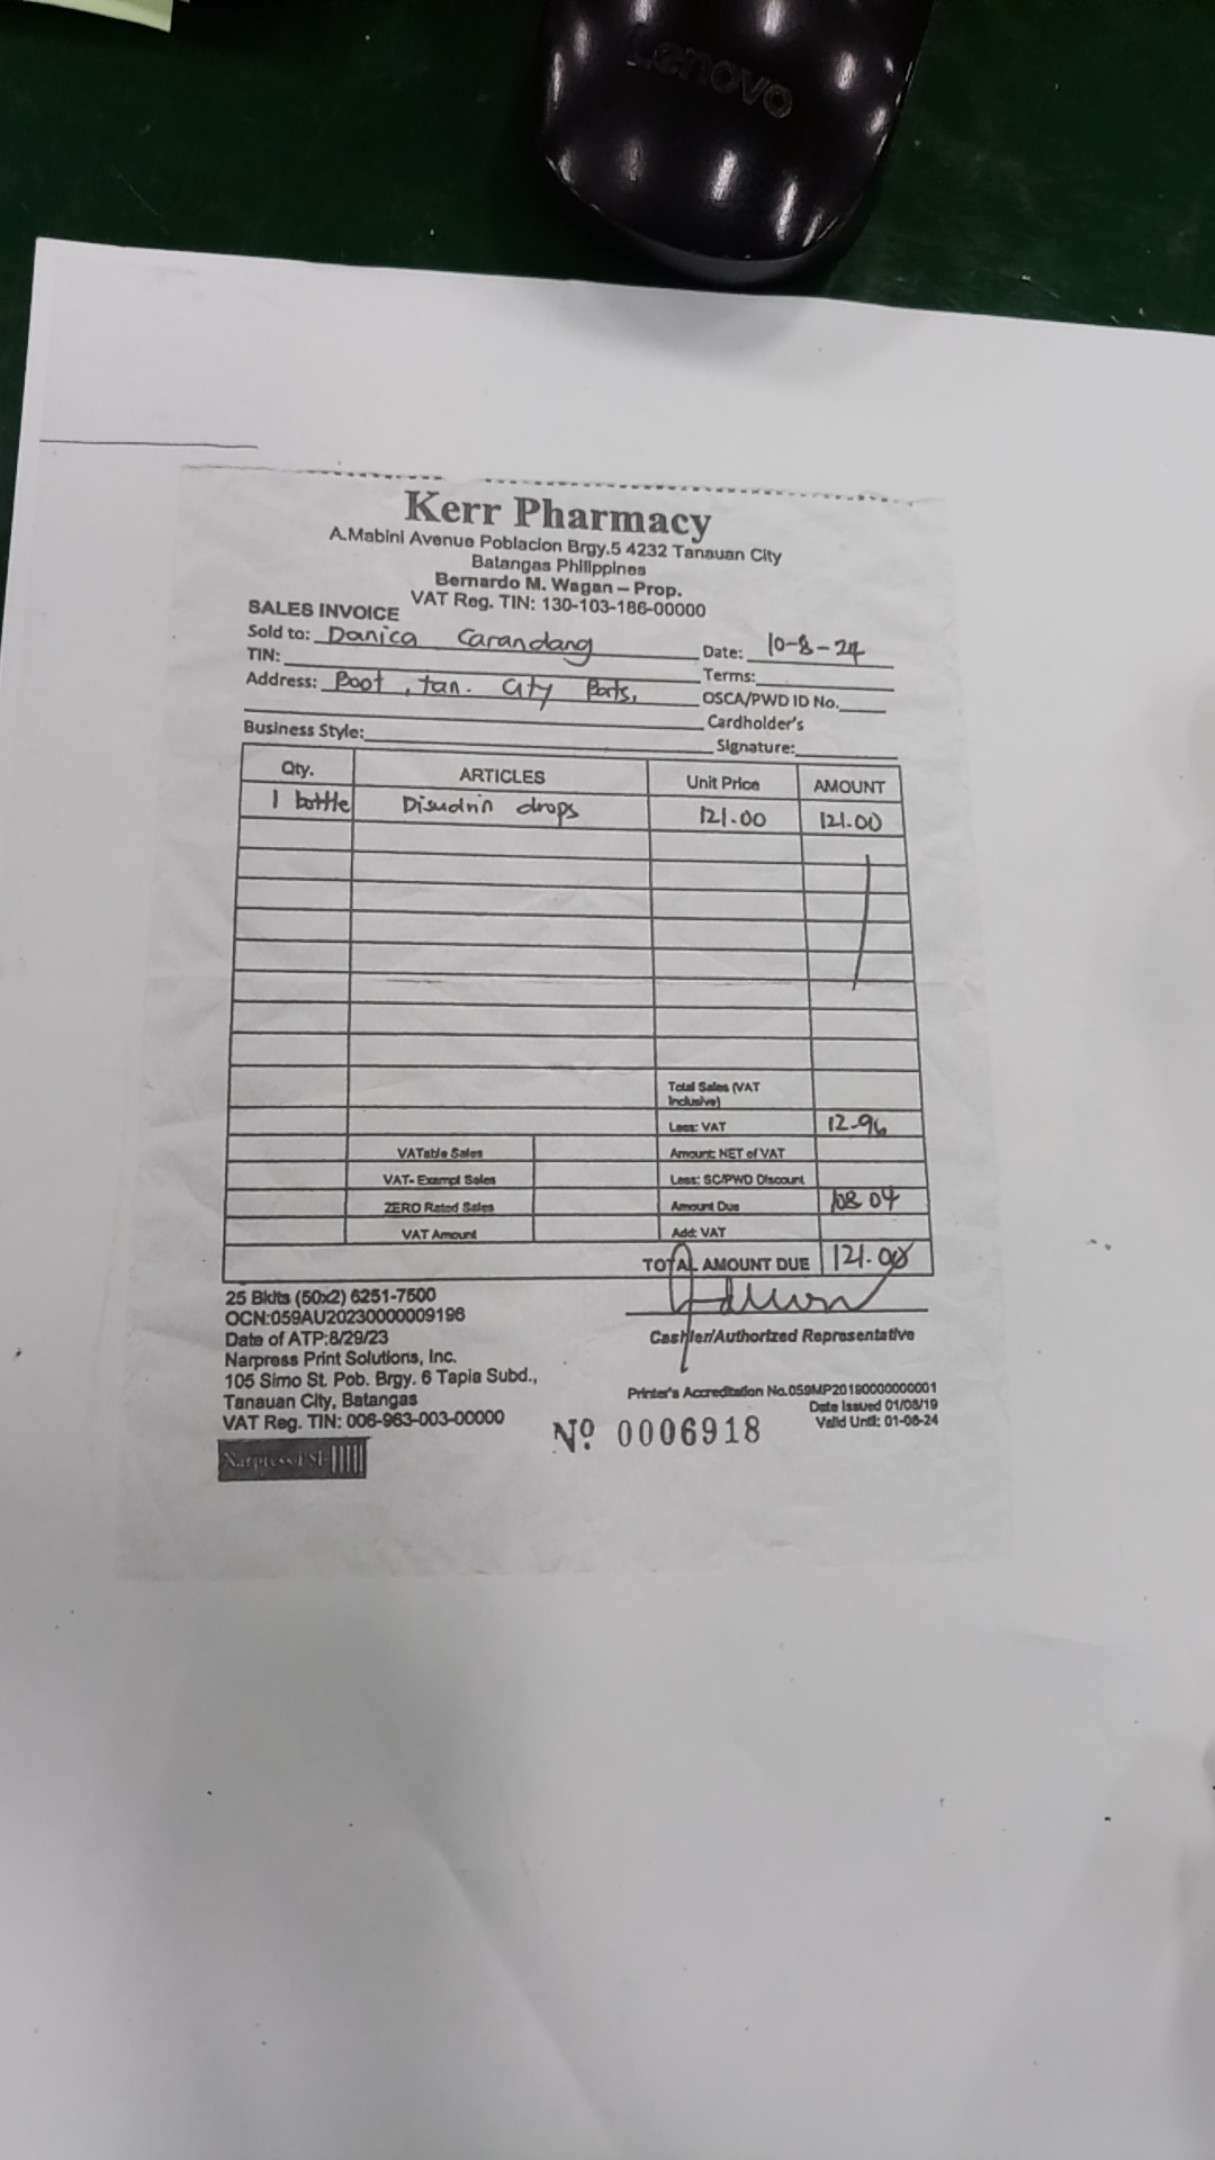 Lenovo
Kerr Pharmacy
A.Mabini Avenue Poblacion Brgy.5 4232 Tanauan City
Batangas Philippines
Bernardo M. Wagan – Prop.
VAT Reg. TIN: 130-103-186-00000
SALES INVOICE
Sold to: Danica Carandang Date: 10-8-24
TIN: Terms:
Address: Boot, tan. City Bats. OSCA/PWD ID No.
Cardholder's
Business Style: Signature:
Qty. ARTICLES Unit Price AMOUNT
1 bottle Disudrin drops 121.00 121.00
Total Sales (VAT
Inclusive)
Less: VAT 12.96
VATable Sales Amount: NET of VAT
VAT- Exempt Sales Less: SC/PWD Discount
ZERO Rated Sales Amount Due 108.04
VAT Amount Add: VAT
TOTAL AMOUNT DUE 121.00
25 Bklts (50x2) 6251-7500
OCN:059AU20230000009196
Date of ATP:8/29/23
Cashier/Authorized Representative
Narpress Print Solutions, Inc.
105 Simo St. Pob. Brgy. 6 Tapia Subd.,
Tanauan City, Batangas
VAT Reg. TIN: 006-963-003-00000
Printer's Accreditation No.059MP20180000000001
Date Issued 01/08/19
Valid Until: 01-06-24
Nº 0006918
Narpress PSI